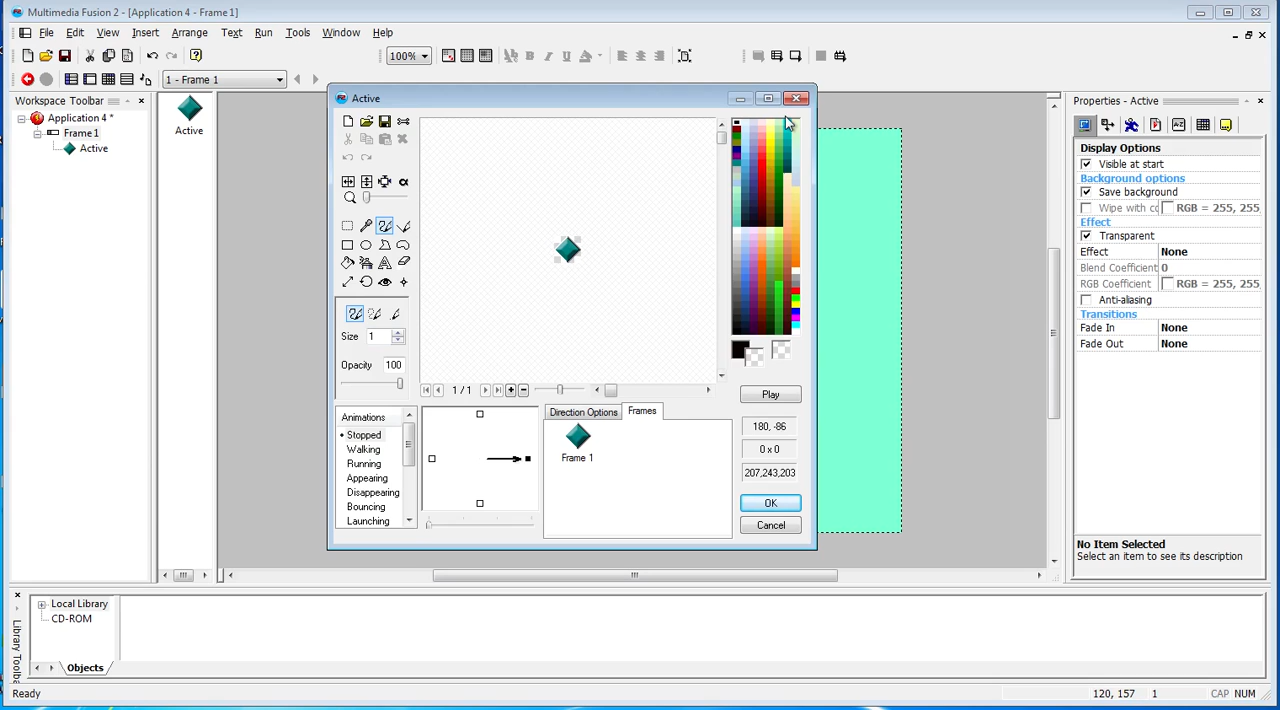 Multimedia Fusion 2 - [Application 4 - Frame 1]
File Edit View Insert Arrange Text Run Tools Window Help
100%
1 - Frame 1
Workspace Toolbar
Application 4 *
Frame 1
Active
Active
Active
Size 1
Opacity 100
1 / 1
Animations
Stopped
Walking
Running
Appearing
Disappearing
Bouncing
Launching
Direction Options Frames
Frame 1
Play
180, -86
0 x 0
207,243,203
OK
Cancel
Properties - Active
Display Options
Visible at start
Background options
Save background
Wipe with co RGB = 255, 255,
Effect
Transparent
Effect None
Blend Coefficient 0
RGB Coefficient RGB = 255, 255,
Anti-aliasing
Transitions
Fade In None
Fade Out None
No Item Selected
Select an item to see its description
Library Toolba
Local Library
CD-ROM
Objects
Ready
120, 157 1 CAP NUM